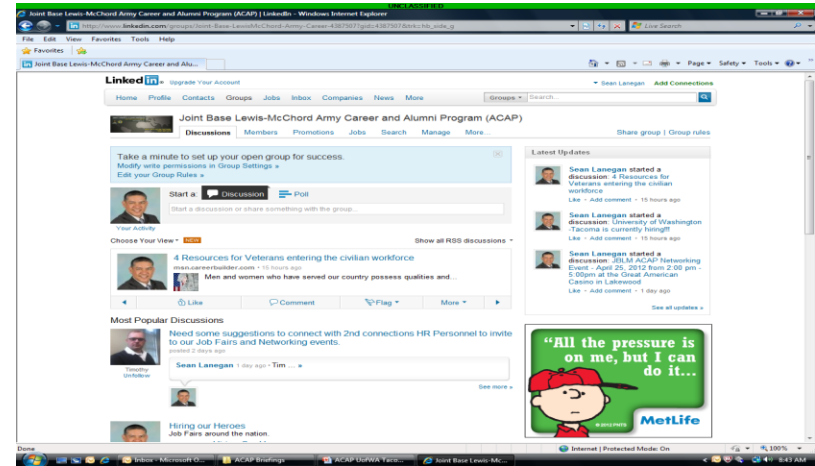 UNCLASSIFIED
Joint Base Lewis-McChord Army Career and Alumni Program (ACAP) | LinkedIn - Windows Internet Explorer
Live Search
File Edit View Favorites Tools Help
Favorites
Joint Base Lewis-McChord Army Career and Alu...
Page Safety Tools
LinkedIn Upgrade Your Account
Sean Lanegan Add Connections
Home Profile Contacts Groups Jobs Inbox Companies News More
Groups Search...
Joint Base Lewis-McChord Army Career and Alumni Program (ACAP)
Discussions Members Promotions Jobs Search Manage More...
Share group | Group rules
Take a minute to set up your open group for success.
Modify write permissions in Group Settings »
Edit your Group Rules »
Start a: Discussion Poll
Start a discussion or share something with the group...
Your Activity
Choose Your View NEW
Show all RSS discussions
4 Resources for Veterans entering the civilian workforce
msn.careerbuilder.com • 15 hours ago
Men and women who have served our country possess qualities and...
Like Comment Flag More
Most Popular Discussions
Need some suggestions to connect with 2nd connections HR Personnel to invite
to our Job Fairs and Networking events.
posted 2 days ago
Timothy
Unfollow
Sean Lanegan 1 day ago • Tim ... »
See more »
Hiring our Heroes
Job Fairs around the nation.
Latest Updates
Sean Lanegan started a
discussion: 4 Resources for
Veterans entering the civilian
workforce
Like • Add comment • 15 hours ago
Sean Lanegan started a
discussion: University of Washington
-Tacoma is currently hiring!!!
Like • Add comment • 15 hours ago
Sean Lanegan started a
discussion: JBLM ACAP Networking
Event - April 25, 2012 from 2:00 pm -
5:00pm at the Great American
Casino in Lakewood
Like • Add comment • 1 day ago
See all updates »
“All the pressure is
on me, but I can
do it...
©2012 PNTS
MetLife
Done
Internet | Protected Mode: On
100%
Inbox - Microsoft O...
ACAP Briefings
ACAP UofW Taco...
Joint Base Lewis-Mc...
8:43 AM